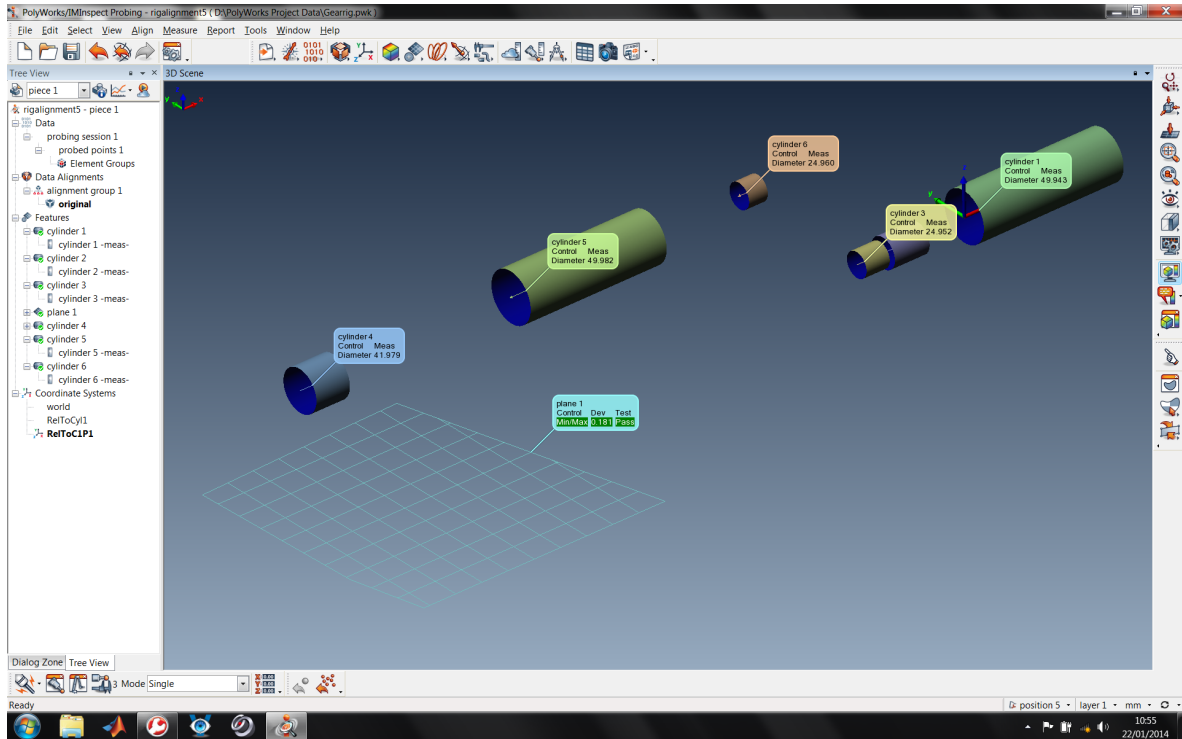 PolyWorks/IMInspect Probing - rigalignment5 ( D:\PolyWorks Project Data\Gearrig.pwk )
File Edit Select View Align Measure Report Tools Window Help
Tree View
3D Scene
piece 1
rigalignment5 - piece 1
Data
probing session 1
probed points 1
Element Groups
Data Alignments
alignment group 1
original
Features
cylinder 1
cylinder 1 -meas-
cylinder 2
cylinder 2 -meas-
cylinder 3
cylinder 3 -meas-
plane 1
cylinder 4
cylinder 5
cylinder 5 -meas-
cylinder 6
cylinder 6 -meas-
Coordinate Systems
world
RelToCyl1
RelToC1P1
cylinder 6
Control Meas
Diameter 24.960
cylinder 1
Control Meas
Diameter 49.943
cylinder 3
Control Meas
Diameter 24.952
cylinder 5
Control Meas
Diameter 49.982
cylinder 4
Control Meas
Diameter 41.979
plane 1
Control Dev Test
Min/Max 0.181 Pass
Dialog Zone Tree View
3 Mode Single
Ready
position 5 layer 1 mm
10:55
22/01/2014